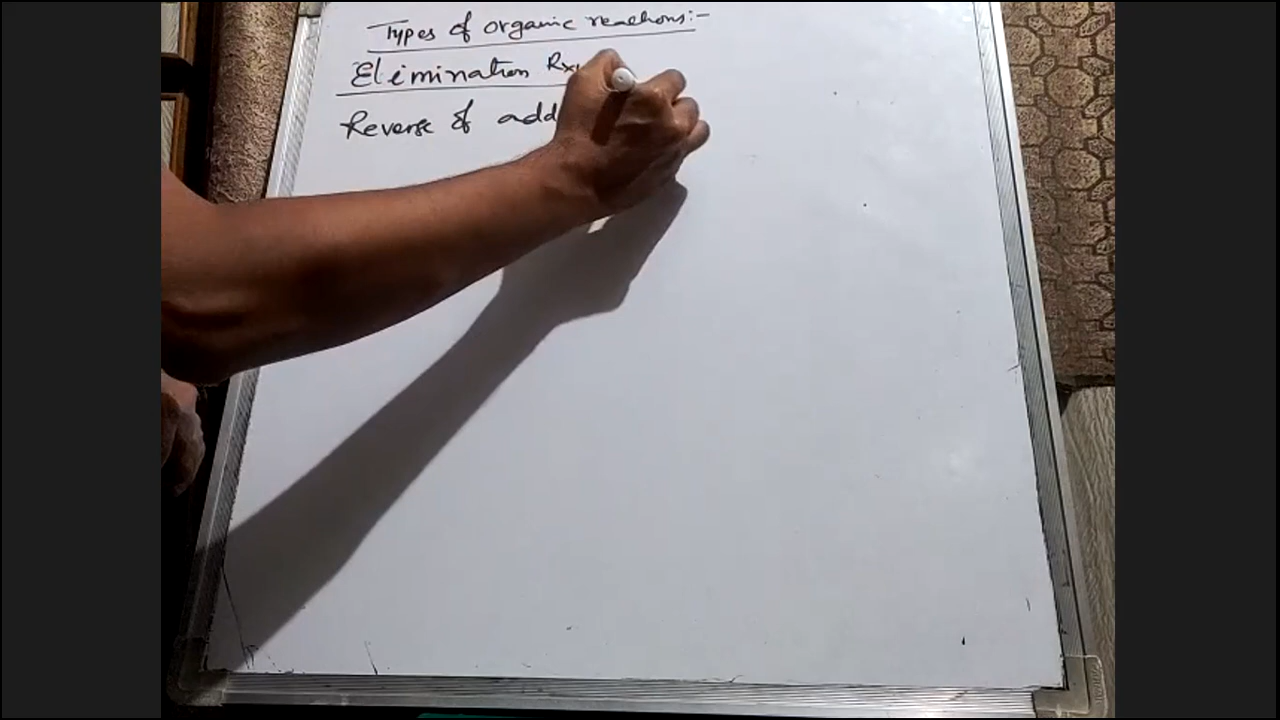 Types of organic reactions:-
Elimination Rxn
Reverse of add